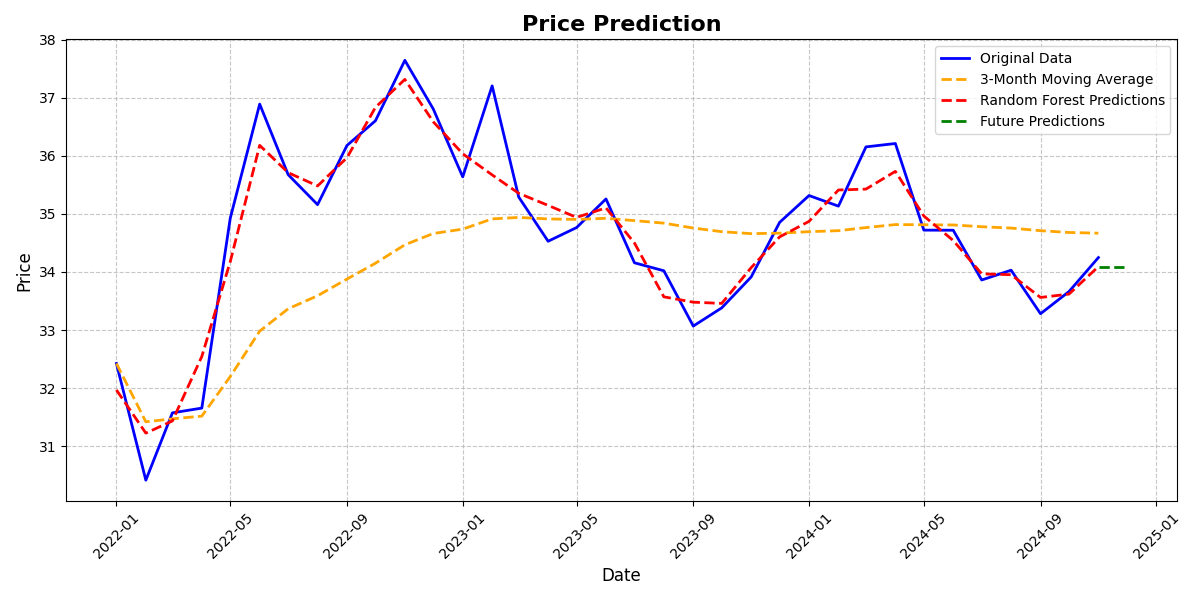 Price Prediction
38
37
36
35
34
33
32
31
Price
Original Data
3-Month Moving Average
Random Forest Predictions
Future Predictions
2022-01
2022-05
2022-09
2023-01
2023-05
2023-09
2024-01
2024-05
2024-09
2025-01
Date